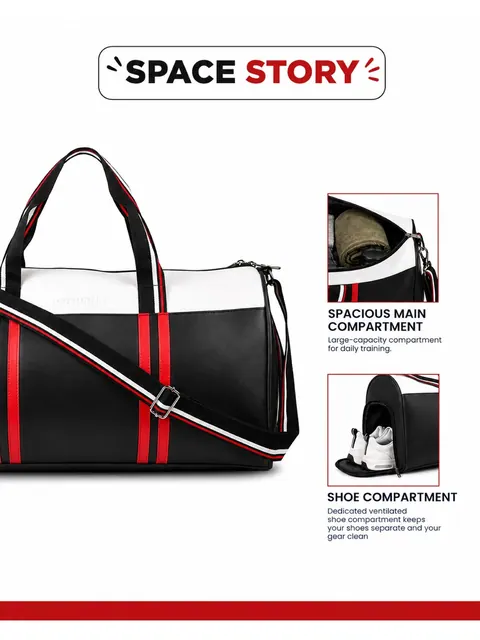 SPACE STORY
SPACIOUS MAIN
COMPARTMENT
Large-capacity compartment
for daily training.
SHOE COMPARTMENT
Dedicated ventilated
shoe compartment keeps
your shoes separate and your
gear clean